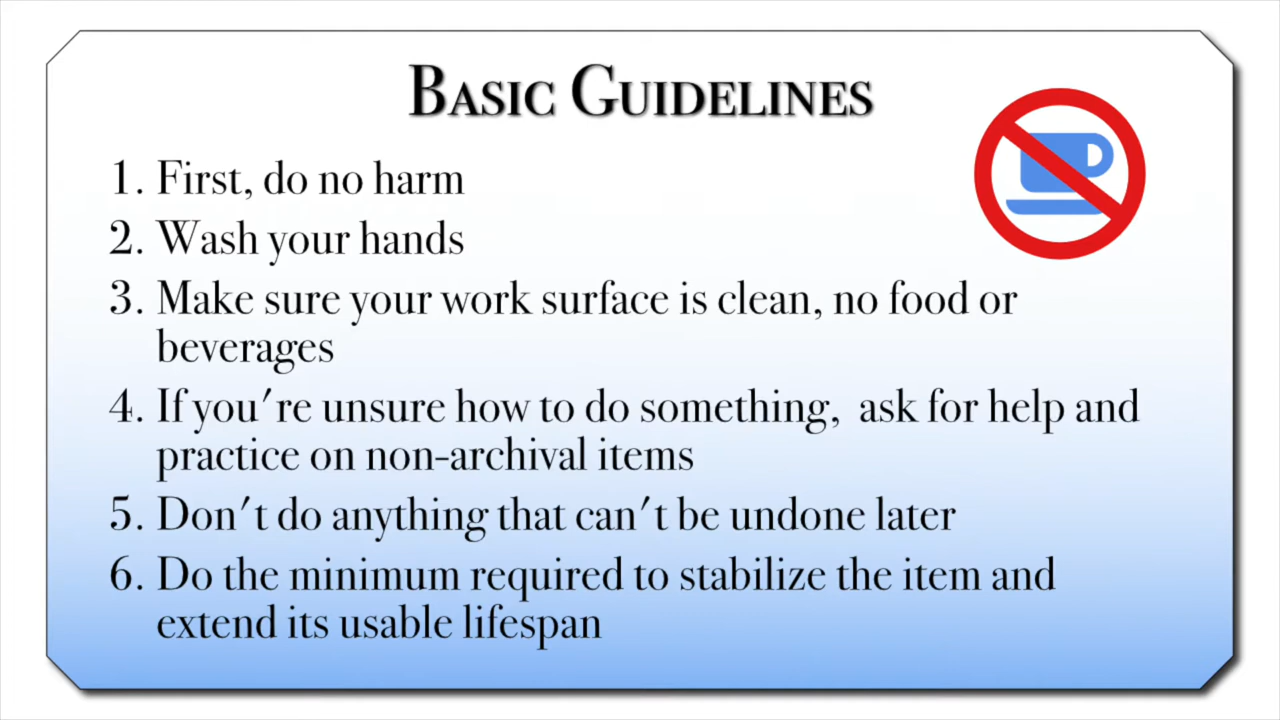 BASIC GUIDELINES
1. First, do no harm
2. Wash your hands
3. Make sure your work surface is clean, no food or
beverages
4. If you're unsure how to do something,  ask for help and
practice on non-archival items
5. Don't do anything that can't be undone later
6. Do the minimum required to stabilize the item and
extend its usable lifespan